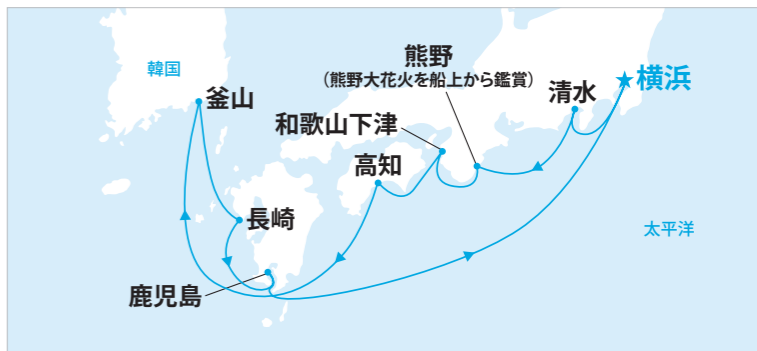 熊野
（熊野大花火を船上から鑑賞）
韓国
釜山
清水
★横浜
和歌山下津
高知
長崎
太平洋
鹿児島